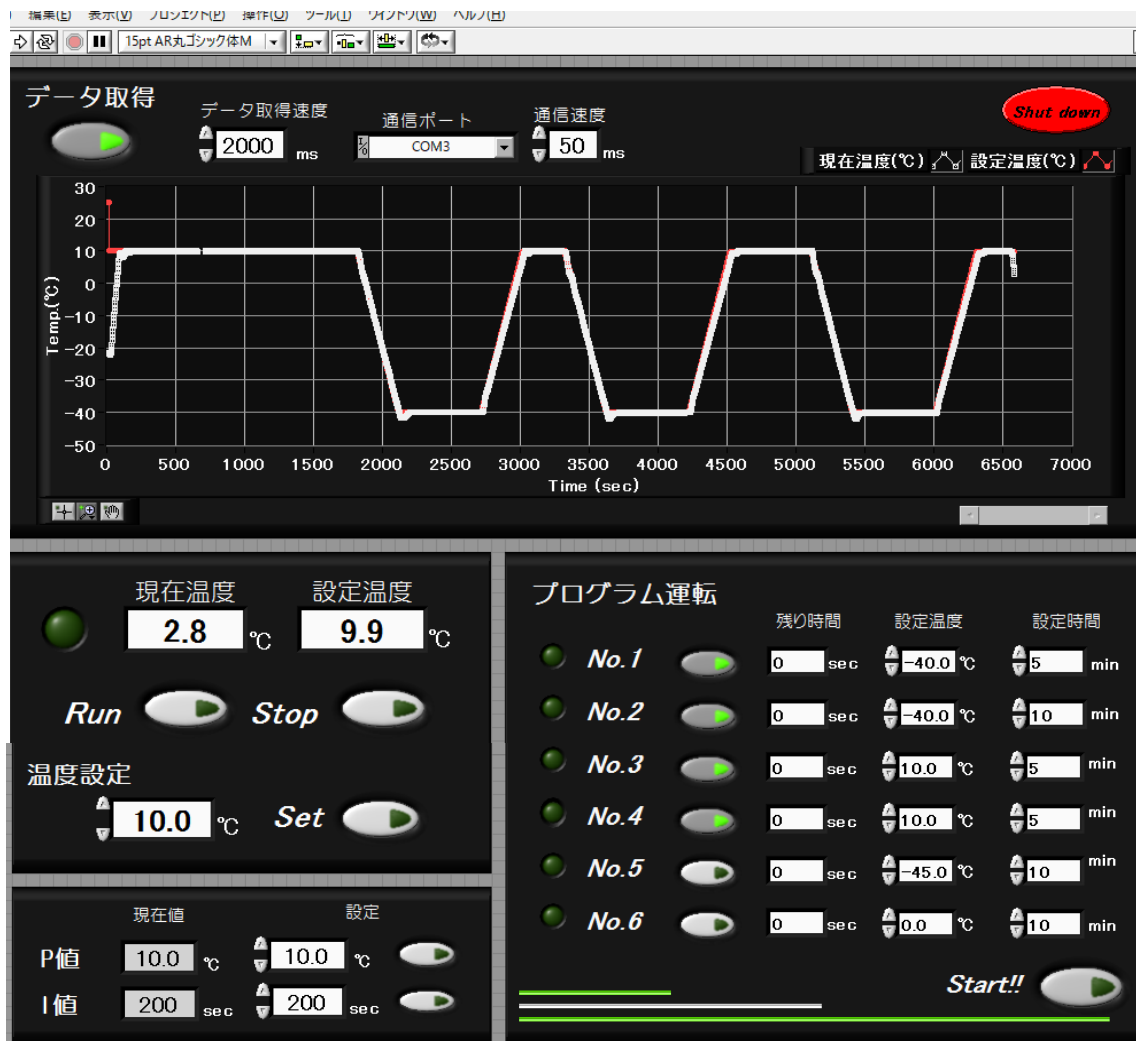 編集(E) 表示(V) プロジェクト(P) 操作(O) ツール(T) ウィンドウ(W) ヘルプ(H)
15pt AR丸ゴシック体M
データ取得
データ取得速度
2000 ms
通信ポート
COM3
通信速度
50 ms
Shut down
現在温度(℃) 設定温度(℃)
Temp.(℃)
30
20
10
0
-10
-20
-30
-40
-50
0 500 1000 1500 2000 2500 3000 3500 4000 4500 5000 5500 6000 6500 7000
Time (sec)
現在温度 設定温度
2.8 ℃ 9.9 ℃
Run Stop
温度設定
10.0 ℃ Set
現在値 設定
P値 10.0 ℃ 10.0 ℃
I値 200 sec 200 sec
プログラム運転
残り時間 設定温度 設定時間
No.1 0 sec -40.0 ℃ 5 min
No.2 0 sec -40.0 ℃ 10 min
No.3 0 sec 10.0 ℃ 5 min
No.4 0 sec 10.0 ℃ 5 min
No.5 0 sec -45.0 ℃ 10 min
No.6 0 sec 0.0 ℃ 10 min
Start!!